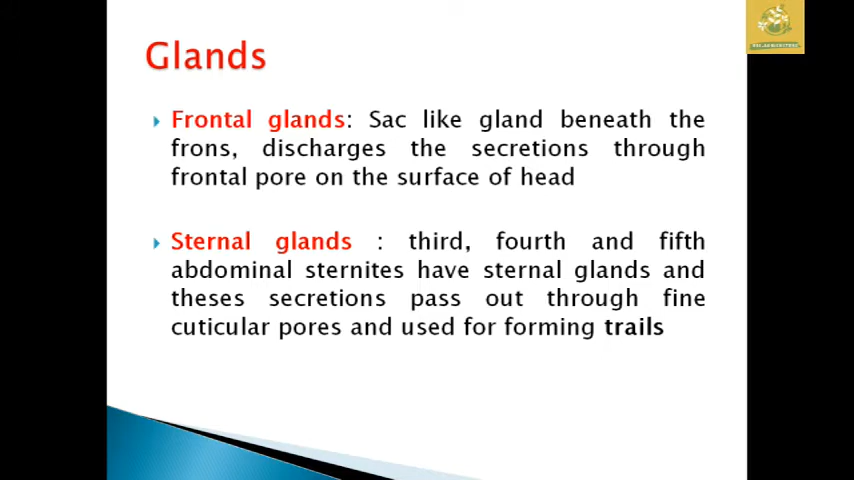 Glands
Frontal glands: Sac like gland beneath the
frons, discharges the secretions through
frontal pore on the surface of head
Sternal glands : third, fourth and fifth
abdominal sternites have sternal glands and
theses secretions pass out through fine
cuticular pores and used for forming trails